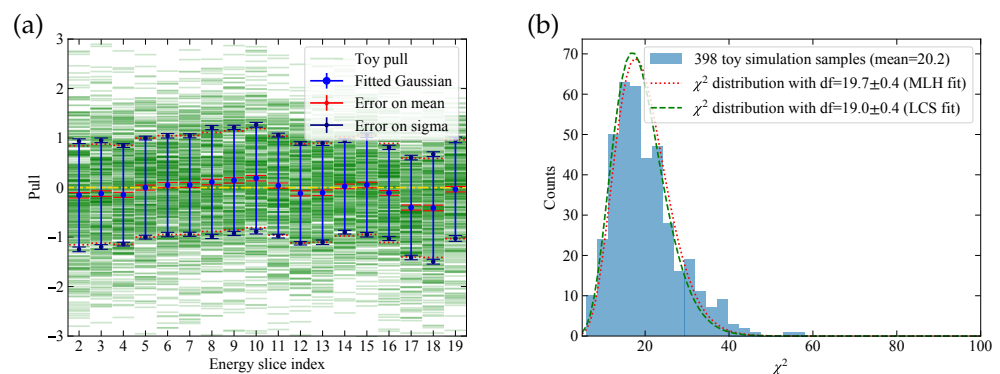 (a)
3
2
1
0
−1
−2
−3
Pull
Toy pull
Fitted Gaussian
Error on mean
Error on sigma
2 3 4 5 6 7 8 9 10 11 12 13 14 15 16 17 18 19
Energy slice index
(b)
70
60
50
40
30
20
10
0
Counts
398 toy simulation samples (mean=20.2)
χ² distribution with df=19.7±0.4 (MLH fit)
χ² distribution with df=19.0±0.4 (LCS fit)
20 40 60 80 100
χ²